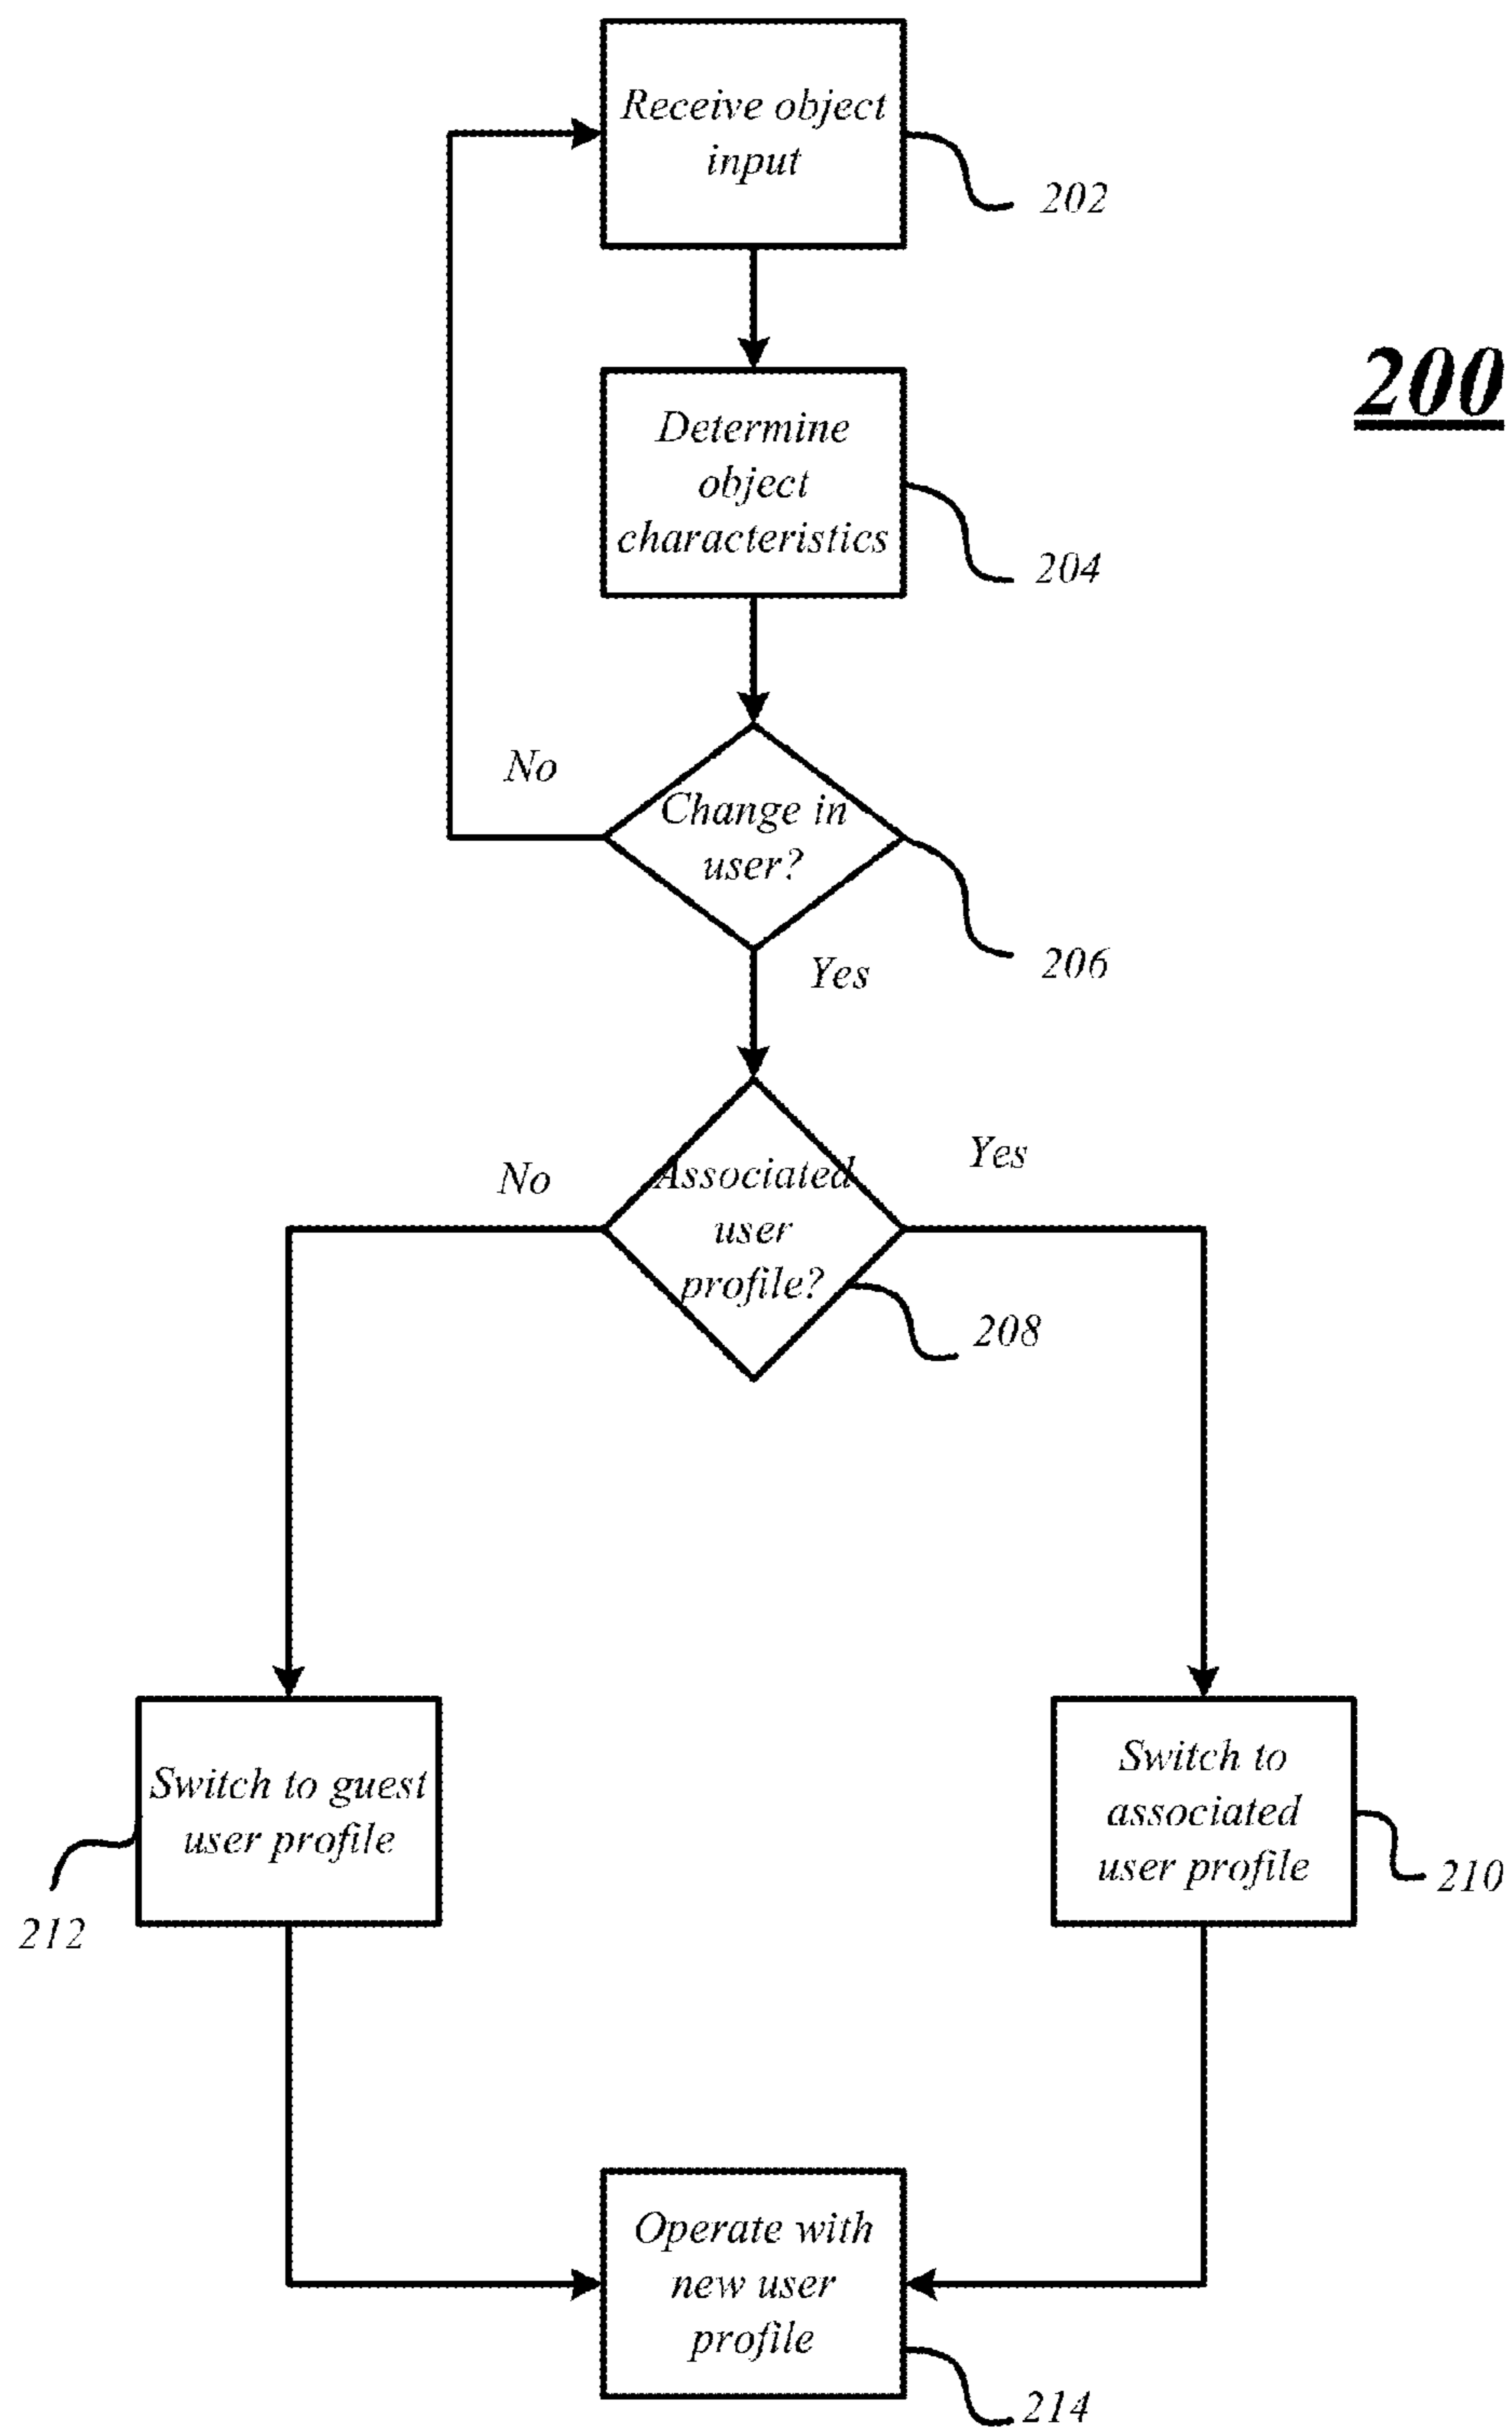 Receive object
input
202
200
Determine
object
characteristics
204
No
Change in
user?
206
Yes
No
Yes
Associated
user
profile?
208
Switch to guest
user profile
212
Switch to
associated
user profile
210
Operate with
new user
profile
214